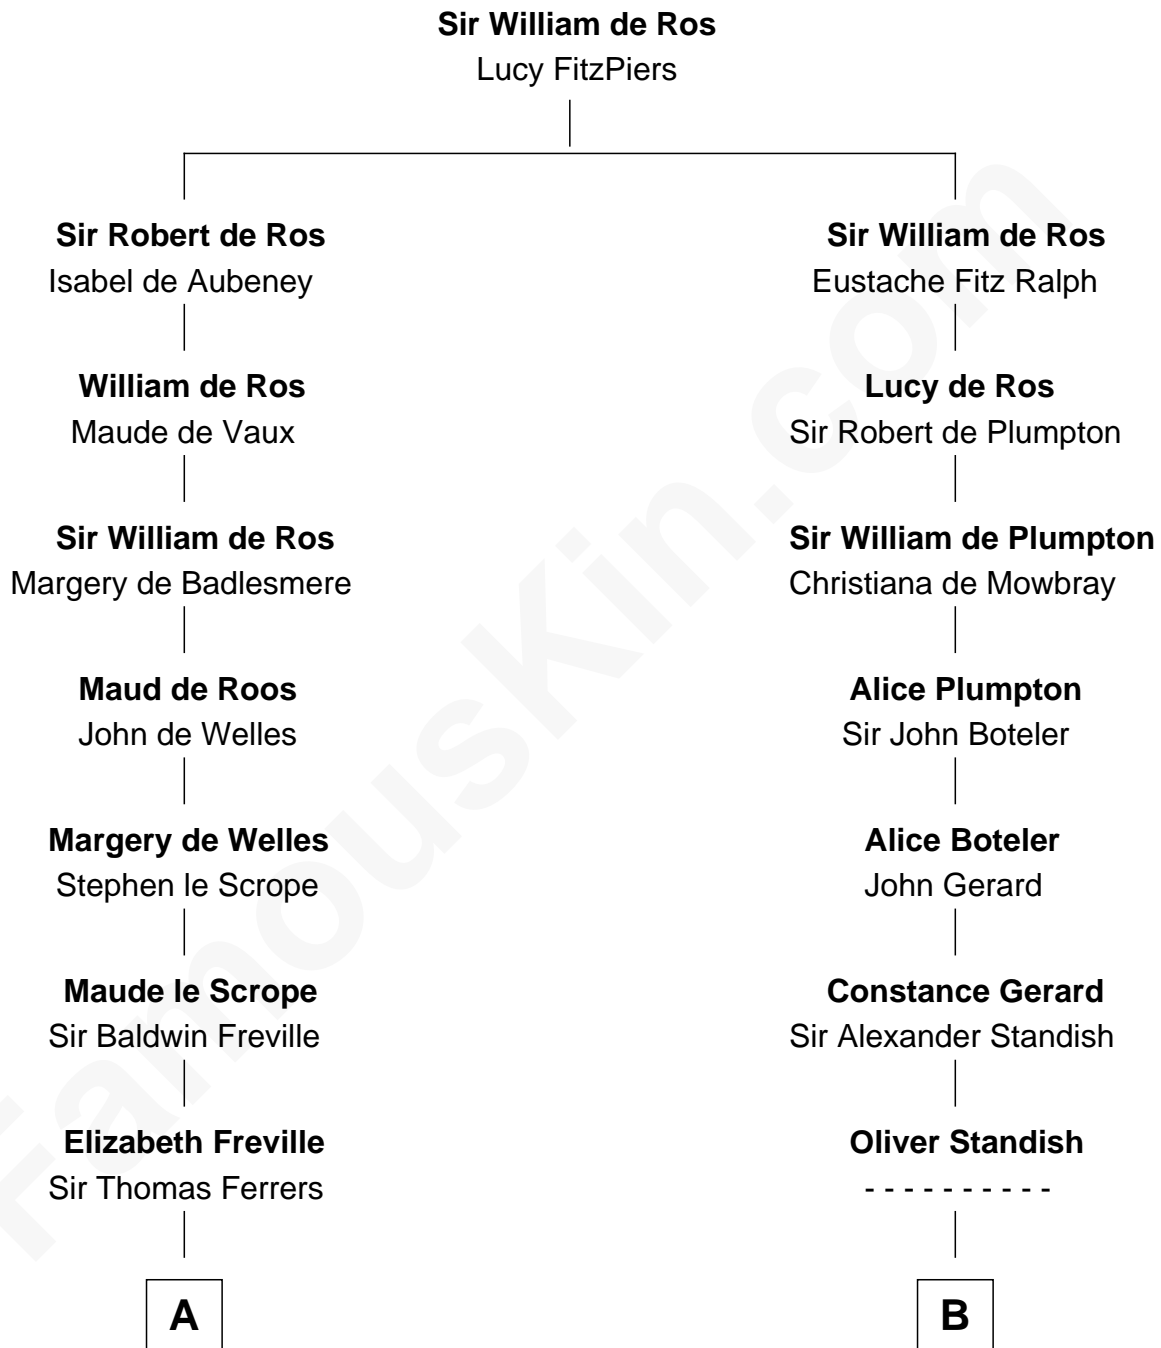 Sir William de Ros
Lucy FitzPiers
Sir Robert de Ros
Isabel de Aubeney
William de Ros
Maude de Vaux
Sir William de Ros
Margery de Badlesmere
Maud de Roos
John de Welles
Margery de Welles
Stephen le Scrope
Maude le Scrope
Sir Baldwin Freville
Elizabeth Freville
Sir Thomas Ferrers
A
Sir William de Ros
Eustache Fitz Ralph
Lucy de Ros
Sir Robert de Plumpton
Sir William de Plumpton
Christiana de Mowbray
Alice Plumpton
Sir John Boteler
Alice Boteler
John Gerard
Constance Gerard
Sir Alexander Standish
Oliver Standish
- - - - - - - - - -
B
FamousKin.com